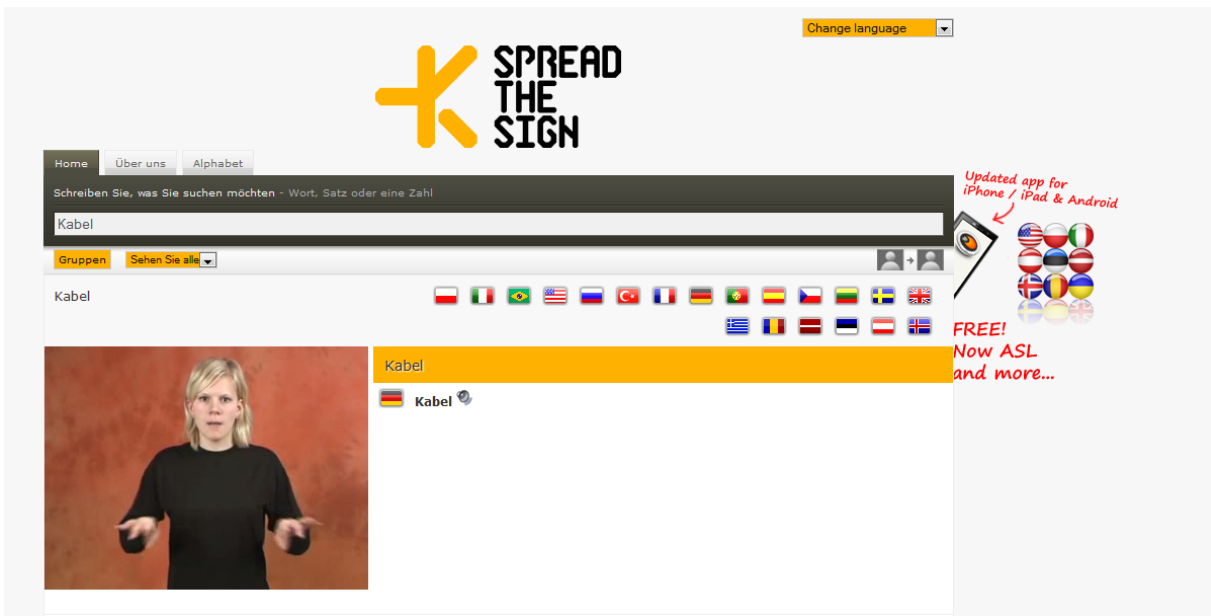 Change language
SPREAD
THE
SIGN
Home Über uns Alphabet
Schreiben Sie, was Sie suchen möchten - Wort, Satz oder eine Zahl
Kabel
Gruppen Sehen Sie alle
Kabel
Kabel
Kabel
Updated app for
iPhone / iPad & Android
FREE!
Now ASL
and more...